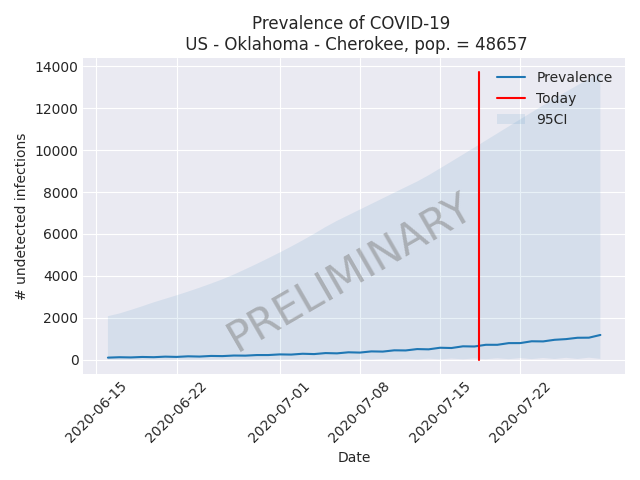 Prevalence of COVID-19
US - Oklahoma - Cherokee, pop. = 48657
# undetected infections
14000
12000
10000
8000
6000
4000
2000
0
Prevalence
Today
95CI
PRELIMINARY
2020-06-15
2020-06-22
2020-07-01
2020-07-08
2020-07-15
2020-07-22
Date